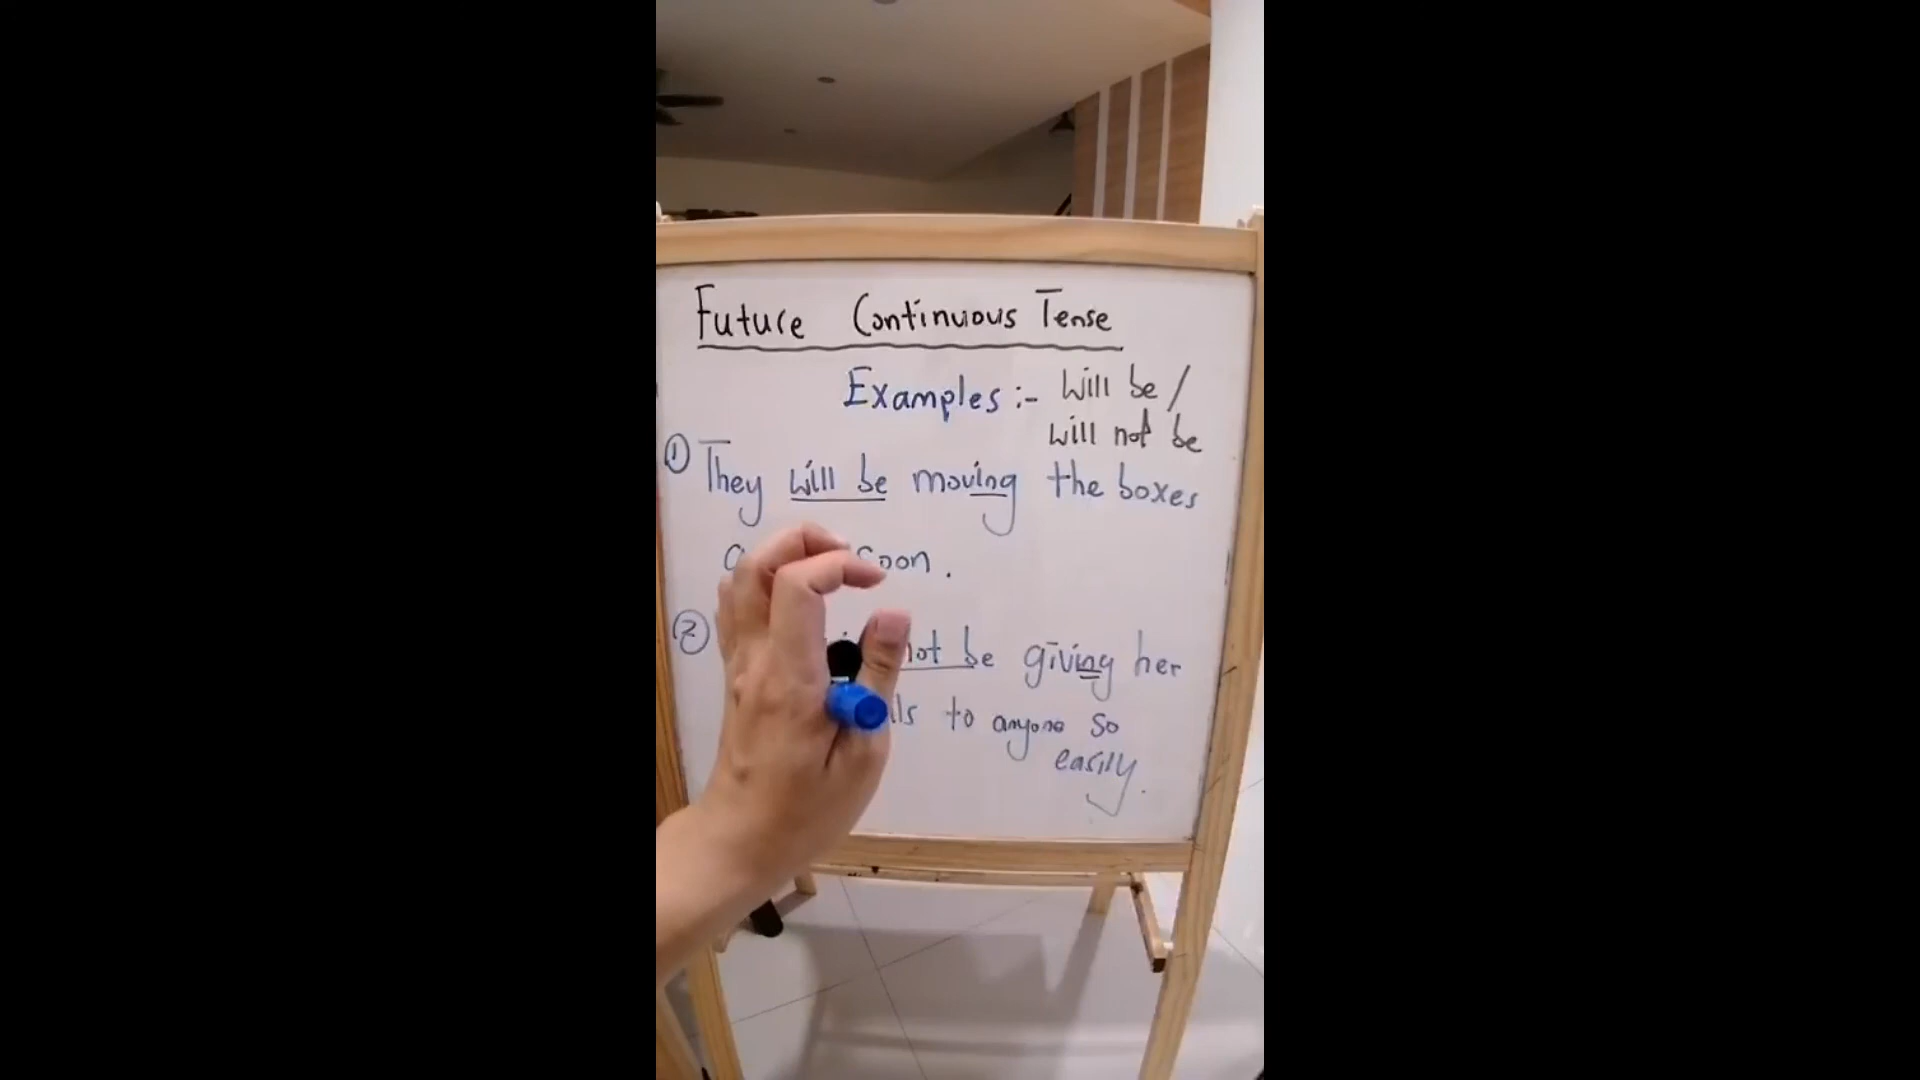 Future Continuous Tense
Examples :- will be /
will not be
① They will be moving the boxes
soon.
② not be giving her
to anyone so
easily.